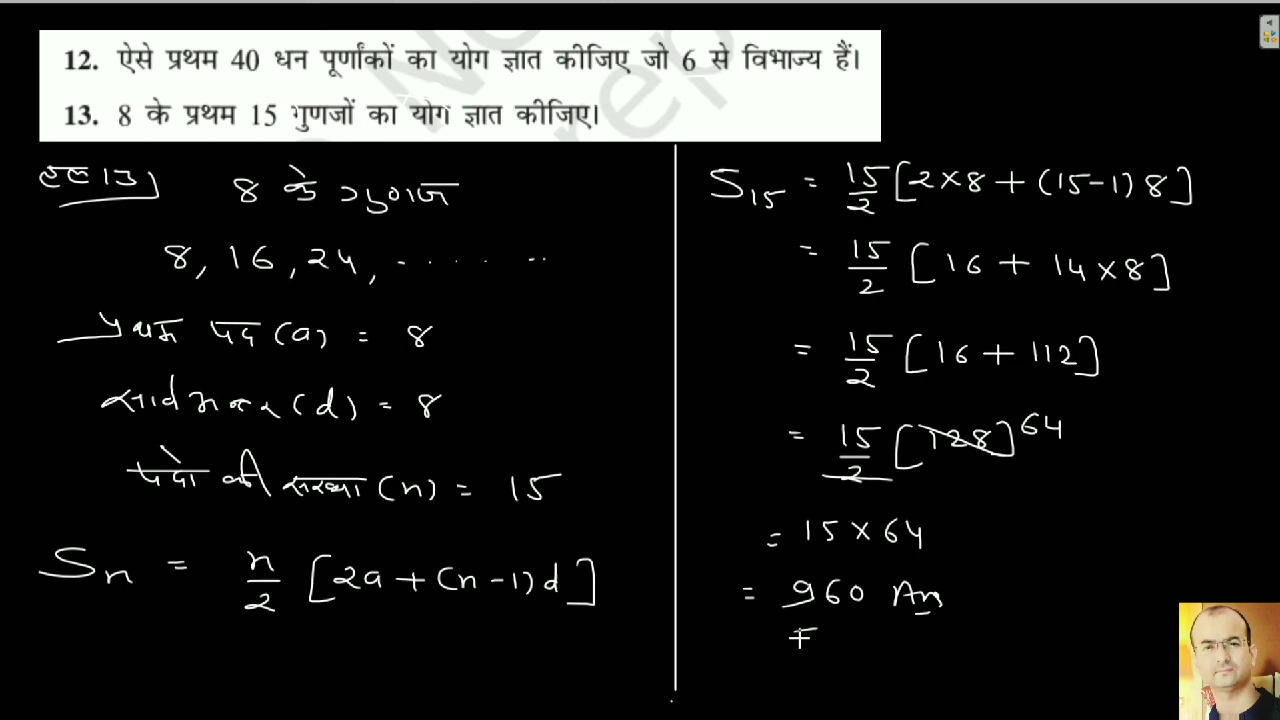 12. ऐसे प्रथम 40 धन पूर्णांकों का योग ज्ञात कीजिए जो 6 से विभाज्य हैं।
13. 8 के प्रथम 15 गुणजों का योग ज्ञात कीजिए।
हल 13)
8 के गुणज
8, 16, 24, . . . . . . .
प्रथम पद (a) = 8
सार्वअन्तर (d) = 8
पदो की संख्या (n) = 15
Sn = n/2 [2a + (n-1)d]
S15 = 15/2 [2×8 + (15-1)8]
= 15/2 [16 + 14×8]
= 15/2 [16 + 112]
= 15/2 [128] 64
= 15×64
= 960 Ans